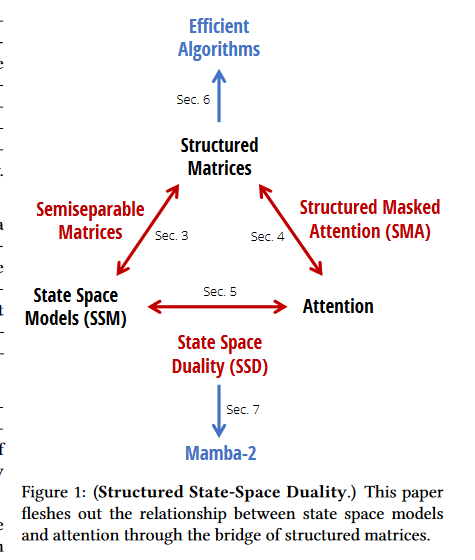 Efficient
Algorithms
Sec. 6
Structured
Matrices
Semiseparable
Matrices
Sec. 3
Sec. 4
Structured Masked
Attention (SMA)
State Space
Models (SSM)
Sec. 5
Attention
State Space
Duality (SSD)
Sec. 7
Mamba-2
Figure 1: (Structured State-Space Duality.) This paper
fleshes out the relationship between state space models
and attention through the bridge of structured matrices.